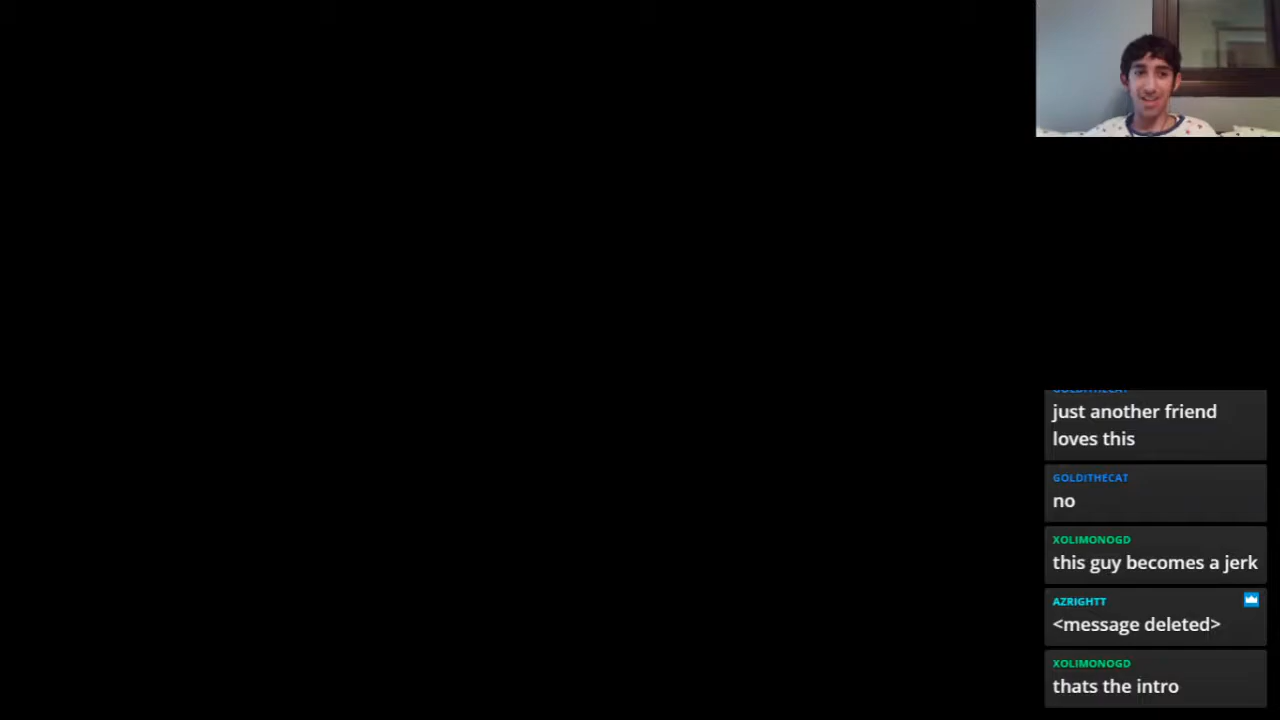 GOLDITHECAT
just another friend
loves this
GOLDITHECAT
no
XOLIMONOGD
this guy becomes a jerk
AZRIGHTT
<message deleted>
XOLIMONOGD
thats the intro